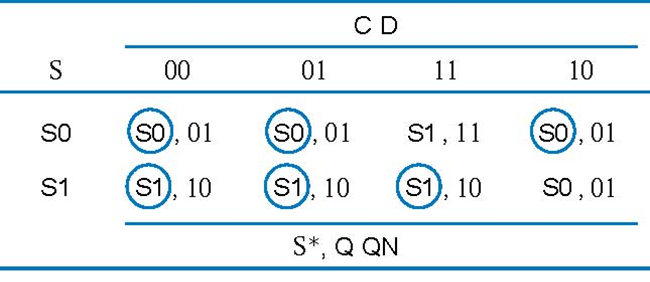 C D
S 00 01 11 10
S0 S0 , 01 S0 , 01 S1 , 11 S0 , 01
S1 S1 , 10 S1 , 10 S1 , 10 S0 , 01
S*, Q QN